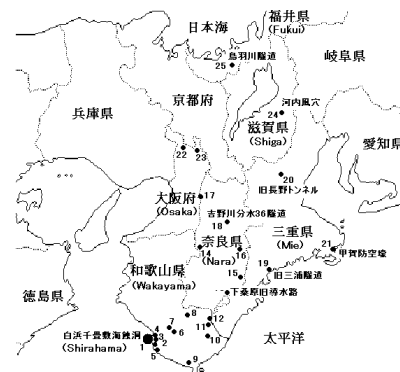 日本海
福井県
(Fukui)
岐阜県
鳥羽川隧道
25
京都府
兵庫県
河内風穴
24
滋賀県
(Shiga)
愛知県
22
23
20
旧長野トンネル
大阪府
(Osaka)
17
吉野川分水36隧道
18
三重県
(Mie)
奈良県
(Nara)
14
16
21
甲賀防空壕
和歌山県
(Wakayama)
15
19
旧三浦隧道
徳島県
下桑原旧導水路
太平洋
白浜千畳敷海蝕洞
(Shirahama)
1
2
3
4
5
6
7
8
9
10
11
12